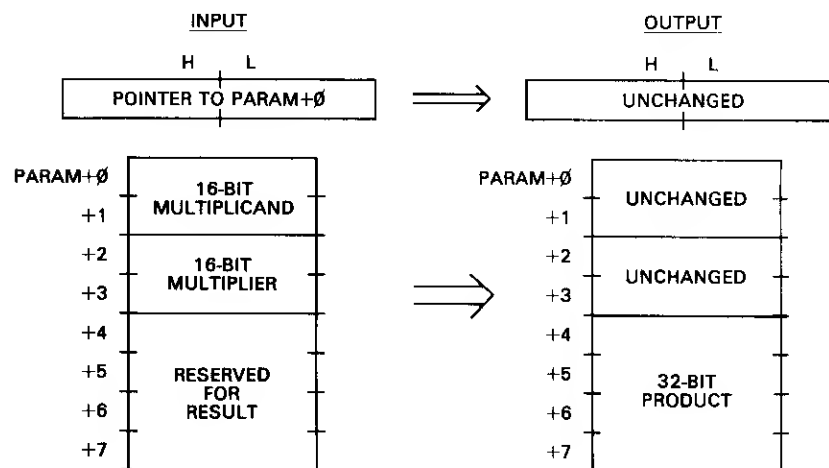 INPUT
H L
POINTER TO PARAM+Ø
PARAM+Ø
+1
+2
+3
+4
+5
+6
+7
16-BIT
MULTIPLICAND
16-BIT
MULTIPLIER
RESERVED
FOR
RESULT
OUTPUT
H L
UNCHANGED
PARAM+Ø
+1
+2
+3
+4
+5
+6
+7
UNCHANGED
UNCHANGED
32-BIT
PRODUCT